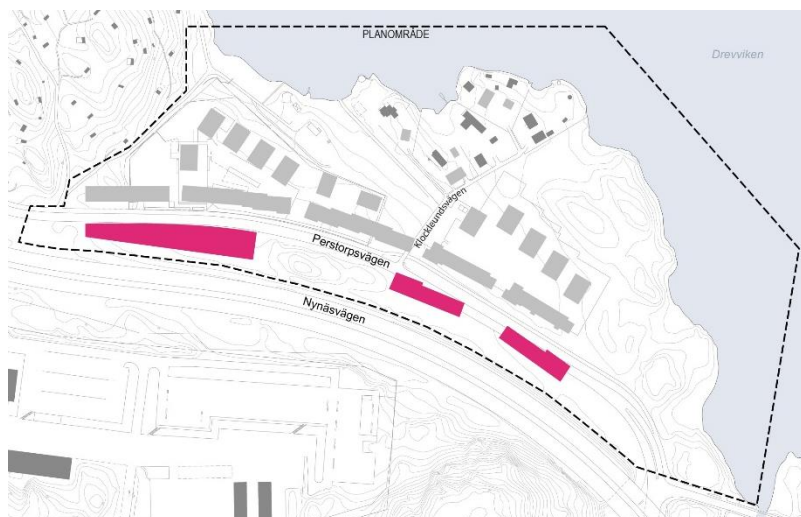 PLANOMRÅDE
Drevviken
Klocklundsvägen
Perstorpsvägen
Nynäsvägen